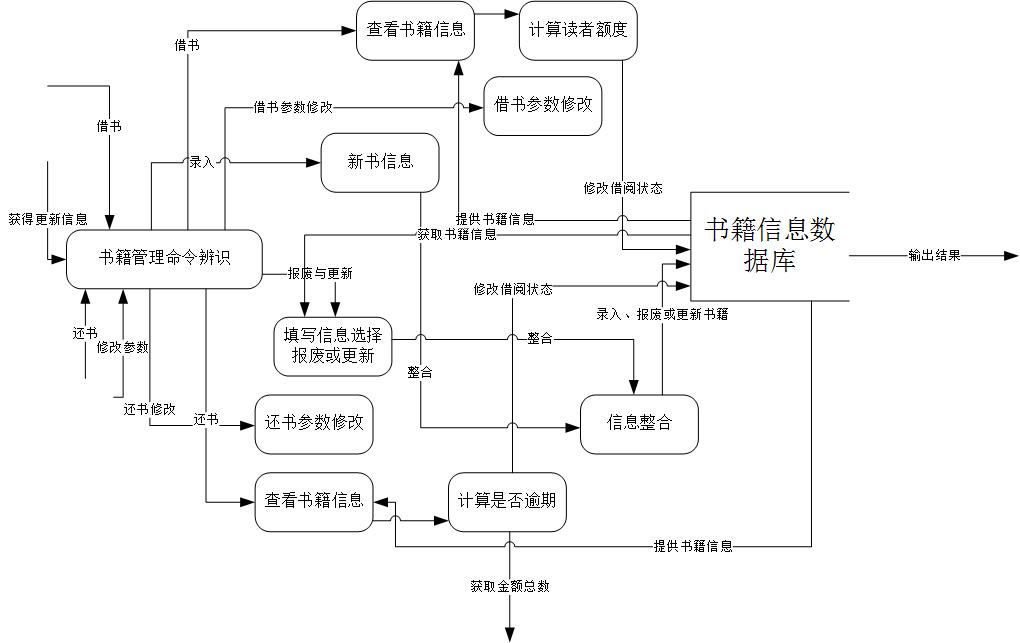 查看书籍信息
计算读者额度
借书
借书参数修改
借书参数修改
借书
录入
新书信息
修改借阅状态
获得更新信息
提供书籍信息
获取书籍信息
书籍信息数
据库
书籍管理命令辨识
输出结果
报废与更新
修改借阅状态
录入、报废或更新书籍
还书
填写信息选择
报废或更新
整合
修改参数
整合
还书修改
还书
还书参数修改
信息整合
查看书籍信息
计算是否逾期
提供书籍信息
获取金额总数